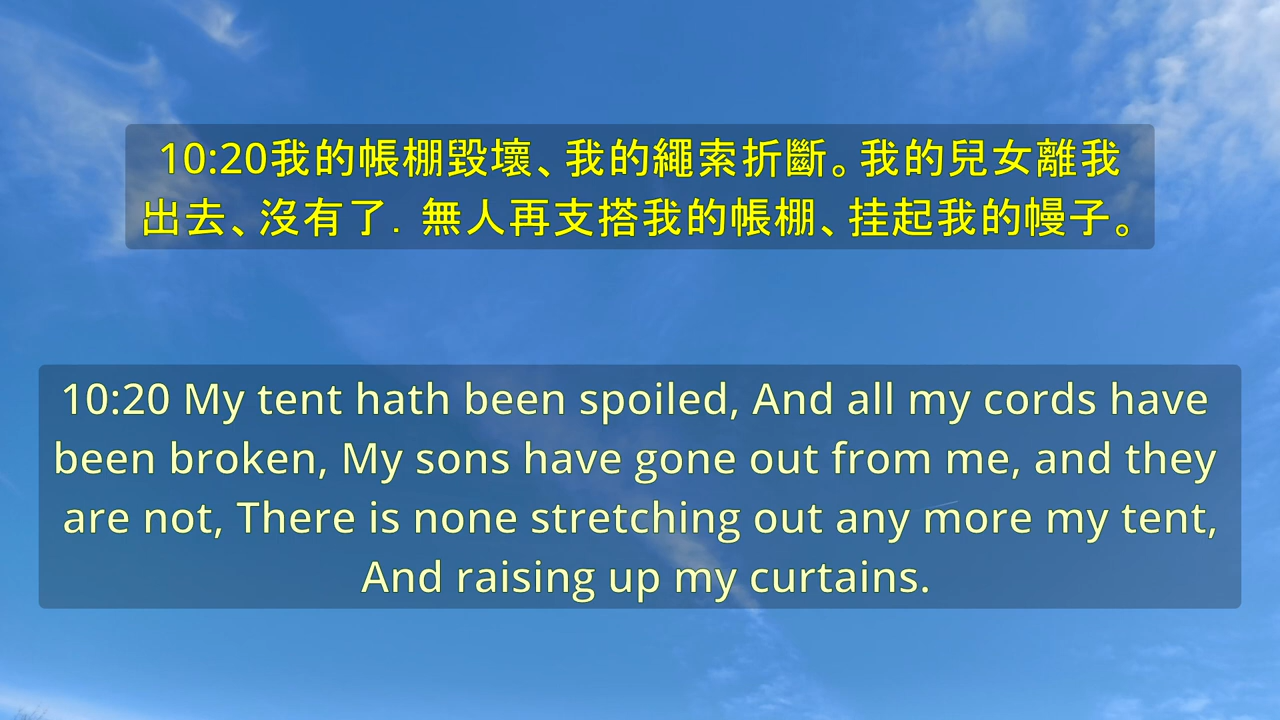 10:20我的帳棚毀壞、我的繩索折斷。我的兒女離我
出去、沒有了．無人再支搭我的帳棚、挂起我的幔子。
10:20 My tent hath been spoiled, And all my cords have
been broken, My sons have gone out from me, and they
are not, There is none stretching out any more my tent,
And raising up my curtains.